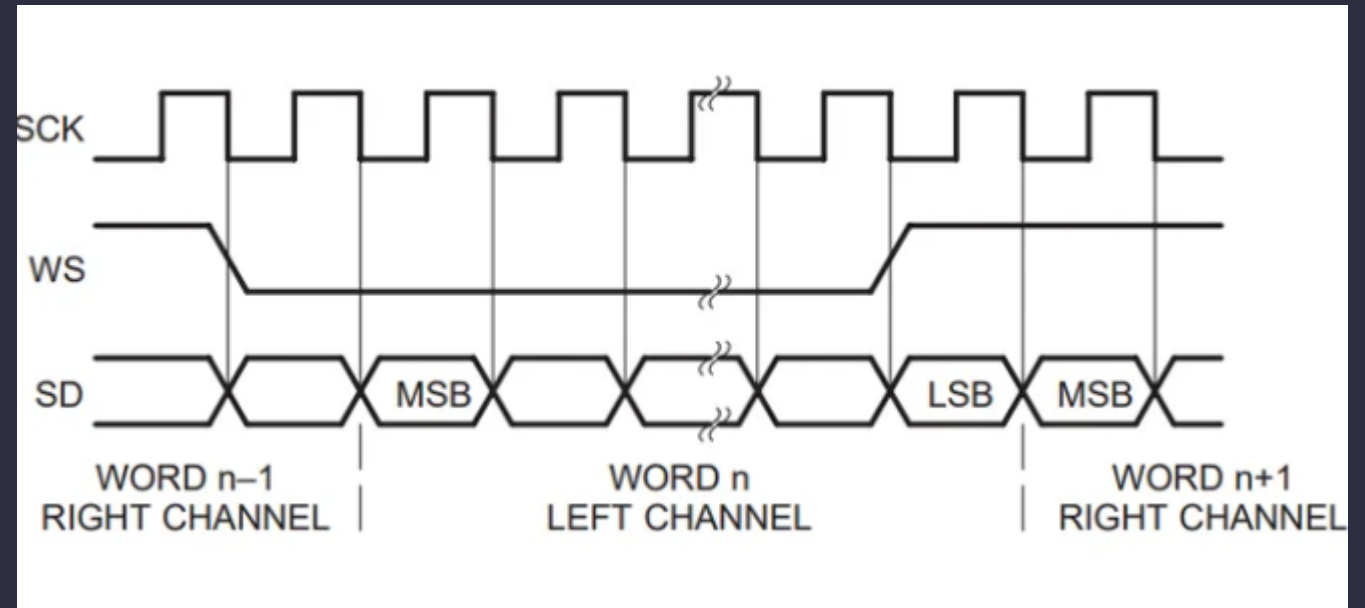 SCK
WS
SD
MSB
LSB
MSB
WORD n–1
RIGHT CHANNEL
WORD n
LEFT CHANNEL
WORD n+1
RIGHT CHANNEL